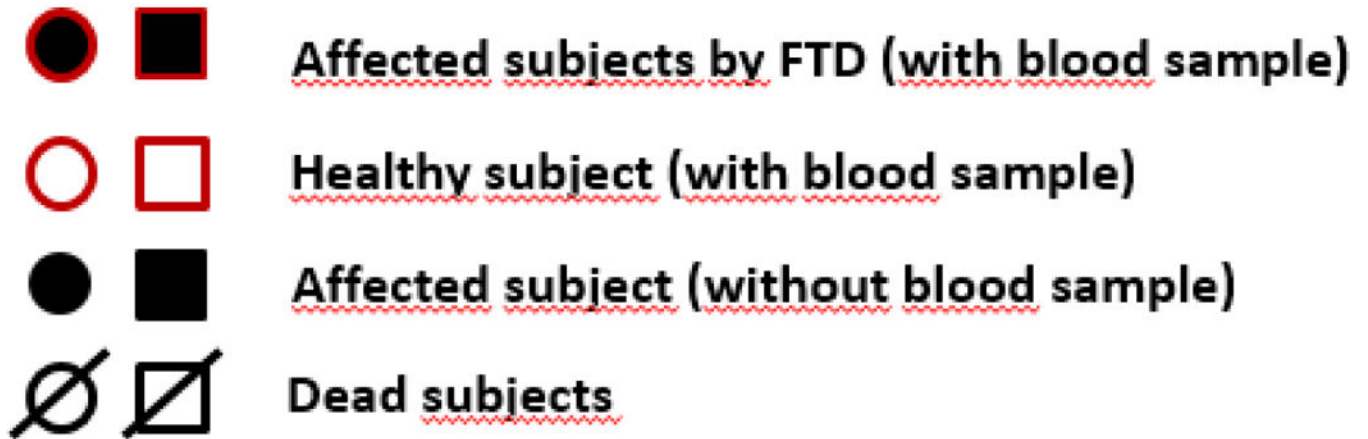 Affected subjects by FTD (with blood sample)
Healthy subject (with blood sample)
Affected subject (without blood sample)
Dead subjects